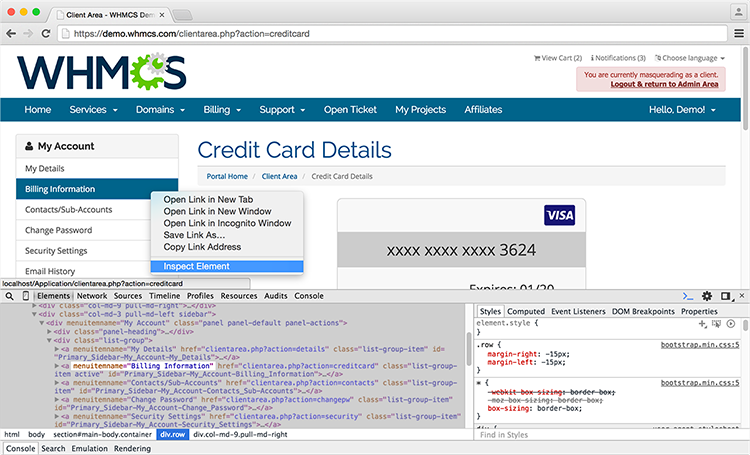 Client Area - WHMCS Dem
https://demo.whmcs.com/clientarea.php?action=creditcard
WHMCS
View Cart (2) Notifications (3) Choose language
You are currently masquerading as a client.
Logout & return to Admin Area
Home Services Domains Billing Support Open Ticket My Projects Affiliates Hello, Demo!
My Account
My Details
Billing Information
Contacts/Sub-Accounts
Change Password
Security Settings
Email History
Credit Card Details
Portal Home / Client Area / Credit Card Details
VISA
xxxx xxxx xxxx 3624
Expires: 01/20
Open Link in New Tab
Open Link in New Window
Open Link in Incognito Window
Save Link As...
Copy Link Address
Inspect Element
localhost/Application/clientarea.php?action=creditcard
Elements Network Sources Timeline Profiles Resources Audits Console
<div class="col-md-9 pull-md-right">…</div>
<div class="col-md-3 pull-md-left sidebar">
<div menuitemname="My Account" class="panel panel-default panel-actions">
<div class="panel-heading">…</div>
<div class="list-group">
<a menuitemname="My Details" href="clientarea.php?action=details" class="list-group-item" id=
"Primary_Sidebar-My_Account-My_Details">…</a>
<a menuitemname="Billing Information" href="clientarea.php?action=creditcard" class="list-group-
item active" id="Primary_Sidebar-My_Account-Billing_Information">…</a>
<a menuitemname="Contacts/Sub-Accounts" href="clientarea.php?action=contacts" class="list-group-
item" id="Primary_Sidebar-My_Account-Contacts_Sub-Accounts">…</a>
<a menuitemname="Change Password" href="clientarea.php?action=changepw" class="list-group-item"
id="Primary_Sidebar-My_Account-Change_Password">…</a>
<a menuitemname="Security Settings" href="clientarea.php?action=security" class="list-group-
item" id="Primary_Sidebar-My_Account-Security_Settings">…</a>
html body section#main-body.container div.row div.col-md-9.pull-md-right
Styles Computed Event Listeners DOM Breakpoints Properties
element.style {
}
.row { bootstrap.min.css:5
margin-right: -15px;
margin-left: -15px;
}
* { bootstrap.min.css:5
-webkit-box-sizing: border-box;
-moz-box-sizing: border-box;
box-sizing: border-box;
}
Find in Styles
Console Search Emulation Rendering